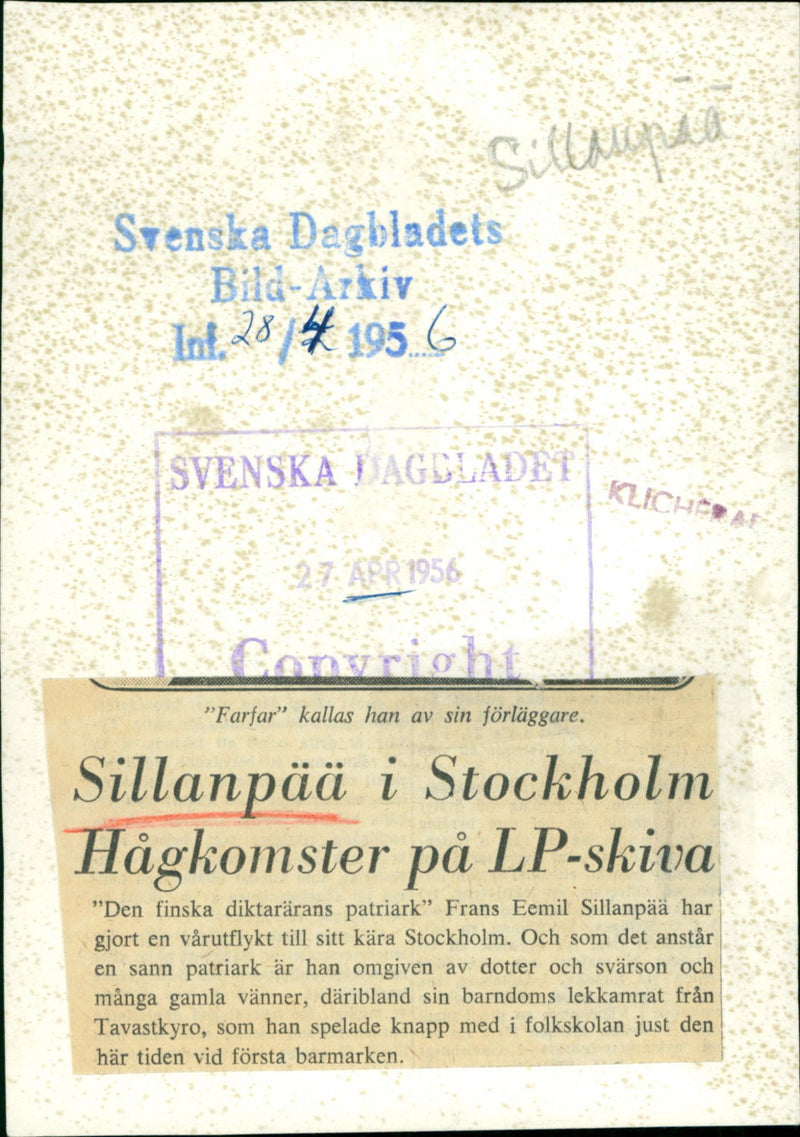 Sillanpää
Svenska Dagbladets
Bild-Arkiv
Inf. 28/4 1956
SVENSKA DAGBLADET
KLICHERAT
27 APR 1956
Copyright
"Farfar" kallas han av sin förläggare.
Sillanpää i Stockholm
Hågkomster på LP-skiva
"Den finska diktarärans patriark" Frans Eemil Sillanpää har
gjort en vårutflykt till sitt kära Stockholm. Och som det anstår
en sann patriark är han omgiven av dotter och svärson och
många gamla vänner, däribland sin barndoms lekkamrat från
Tavastkyro, som han spelade knapp med i folkskolan just den
här tiden vid första barmarken.